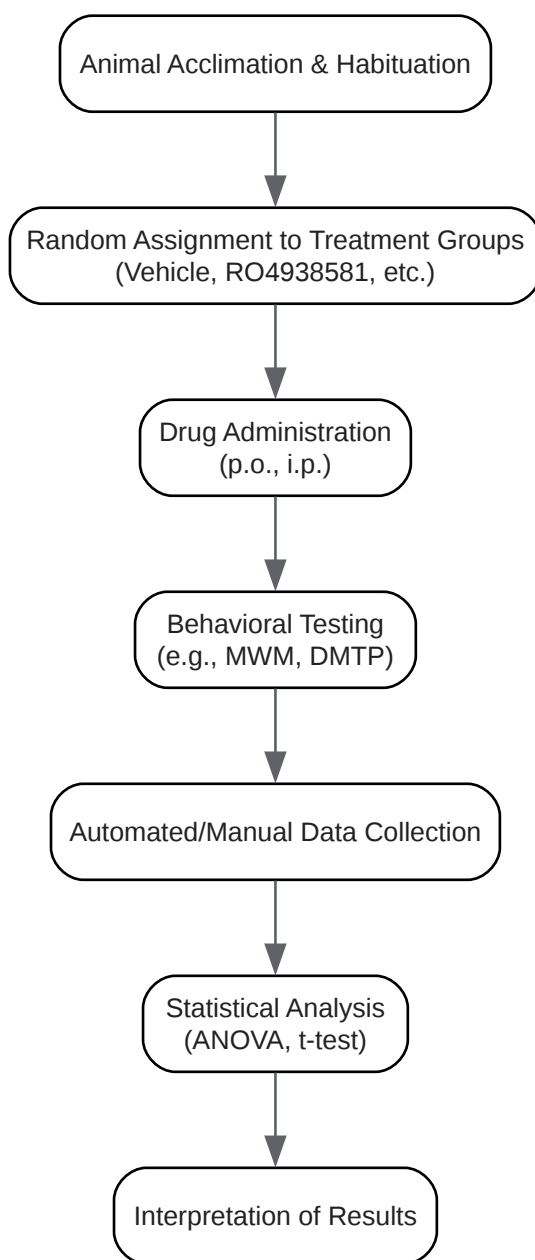 Animal Acclimation & Habituation
Random Assignment to Treatment Groups
(Vehicle, RO4938581, etc.)
Drug Administration
(p.o., i.p.)
Behavioral Testing
(e.g., MWM, DMTP)
Automated/Manual Data Collection
Statistical Analysis
(ANOVA, t-test)
Interpretation of Results